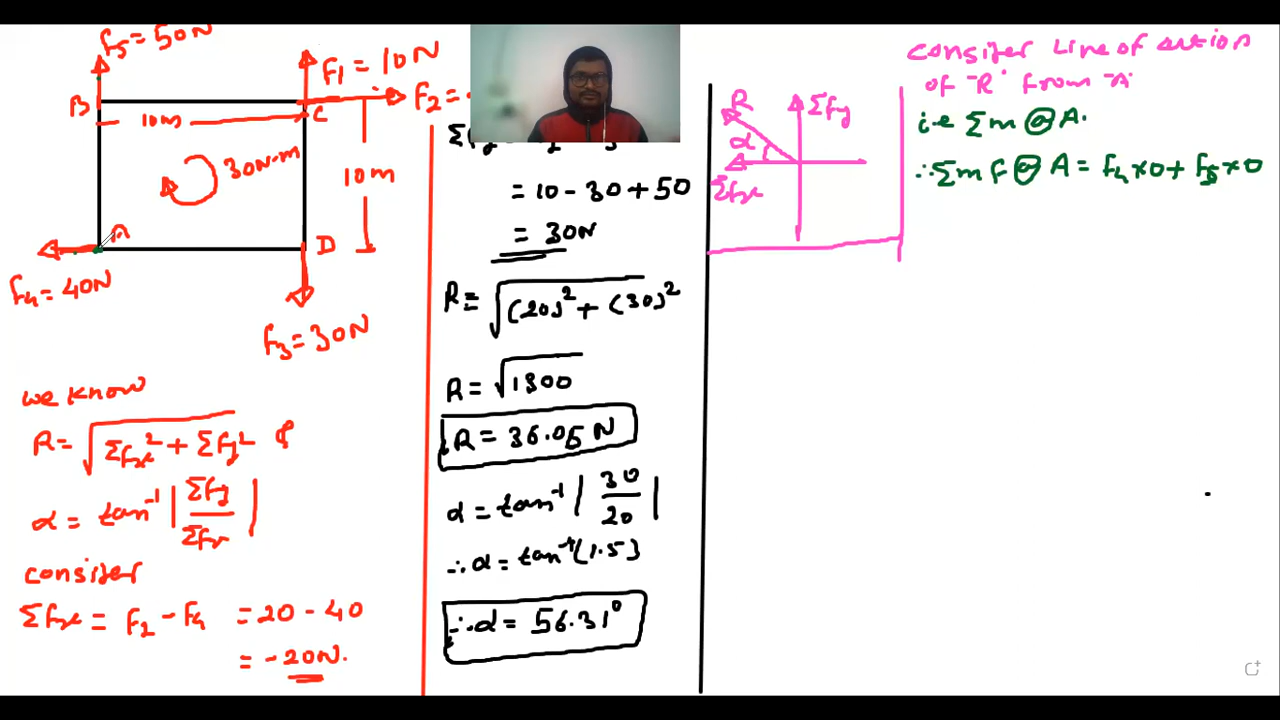 F5 = 50N
F1 = 10N
B
C
F2 =
10m
30N·m
10m
A
D
F4 = 40N
F3 = 30N
we know
R = √ΣFx² + ΣFy² &
α = tan⁻¹ |ΣFy / ΣFx|
consider
ΣFx = F2 - F4 = 20 - 40
= -20N.
= 10 - 30 + 50
= 30N
R = √(20)² + (30)²
R = √1300
R = 36.05 N
α = tan⁻¹ | 30 / 20 |
∴ α = tan⁻¹(1.5)
∴ α = 56.31°
R
ΣFy
α
ΣFx
consider Line of action
of "R" from "A"
i.e Σm @ A.
∴ Σm F @ A = F4 x 0 + F5 x 0